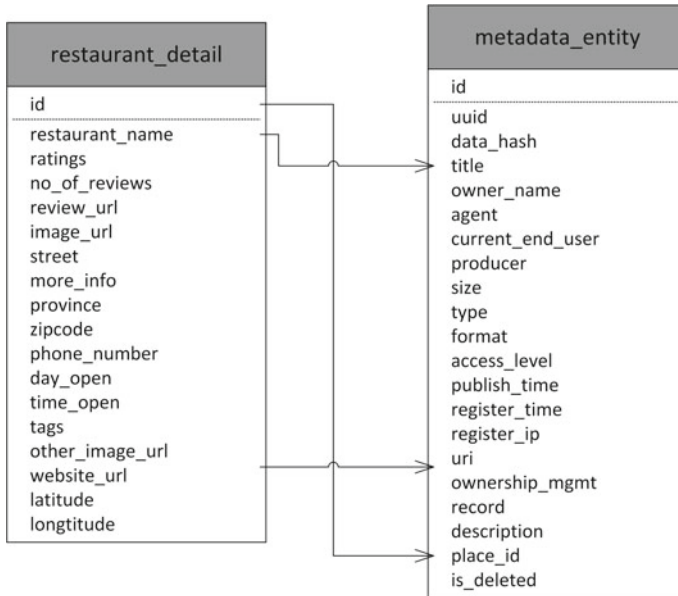 restaurant_detail
id
restaurant_name
ratings
no_of_reviews
review_url
image_url
street
more_info
province
zipcode
phone_number
day_open
time_open
tags
other_image_url
website_url
latitude
longtitude
metadata_entity
id
uuid
data_hash
title
owner_name
agent
current_end_user
producer
size
type
format
access_level
publish_time
register_time
register_ip
uri
ownership_mgmt
record
description
place_id
is_deleted